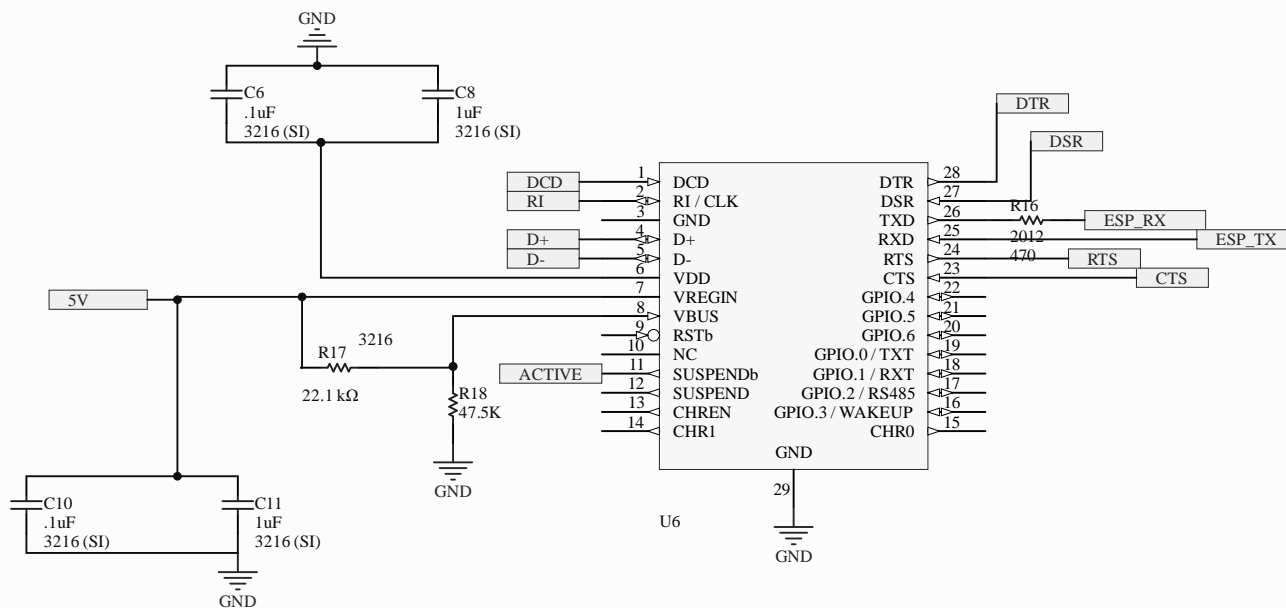 GND
C6
.1uF
3216 (SI)
C8
1uF
3216 (SI)
DTR
DSR
DCD
1
DCD
DTR
28
RI
2
RI / CLK
DSR
27
3
GND
TXD
26
R16
ESP_RX
D+
4
D+
RXD
25
2012
ESP_TX
D-
5
D-
RTS
24
470
RTS
6
VDD
CTS
23
CTS
5V
7
VREGIN
GPIO.4
22
8
VBUS
GPIO.5
21
9
RSTb
GPIO.6
20
10
NC
GPIO.0 / TXT
19
ACTIVE
11
SUSPENDb
GPIO.1 / RXT
18
12
SUSPEND
GPIO.2 / RS485
17
13
CHREN
GPIO.3 / WAKEUP
16
14
CHR1
CHR0
15
GND
29
U6
GND
3216
R17
22.1 kΩ
R18
47.5K
GND
C10
.1uF
3216 (SI)
C11
1uF
3216 (SI)
GND